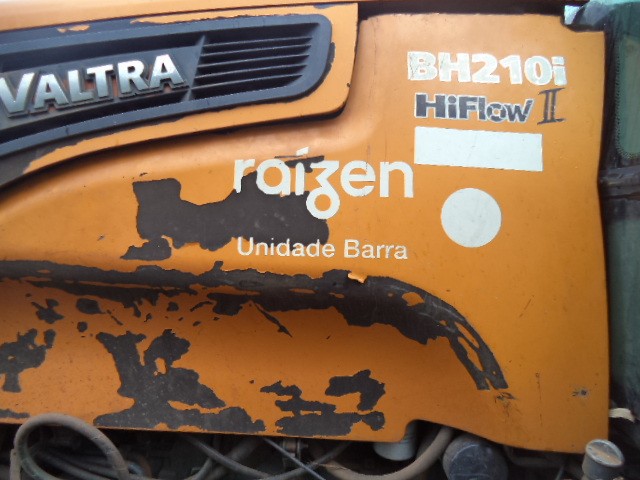 VALTRA
BH210i
HiFlow II
raízen
Unidade Barra